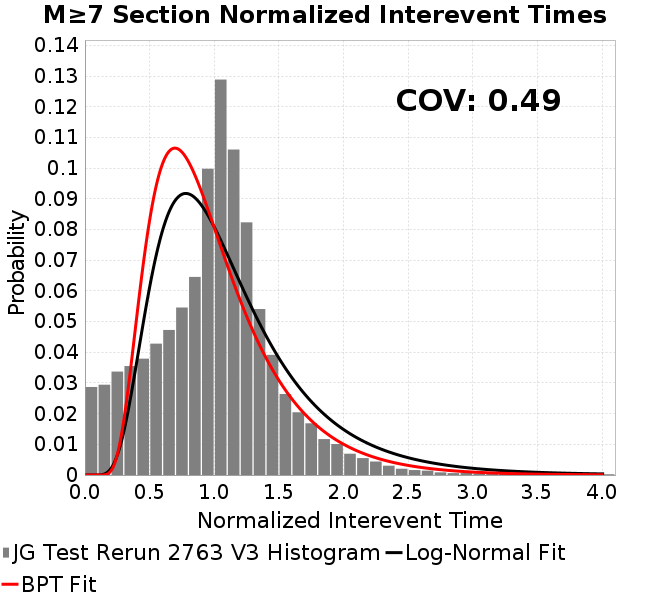 M≥7 Section Normalized Interevent Times
COV: 0.49
Probability
0.14
0.13
0.12
0.11
0.1
0.09
0.08
0.07
0.06
0.05
0.04
0.03
0.02
0.01
0
0.0 0.5 1.0 1.5 2.0 2.5 3.0 3.5 4.0
Normalized Interevent Time
JG Test Rerun 2763 V3 Histogram Log-Normal Fit
BPT Fit